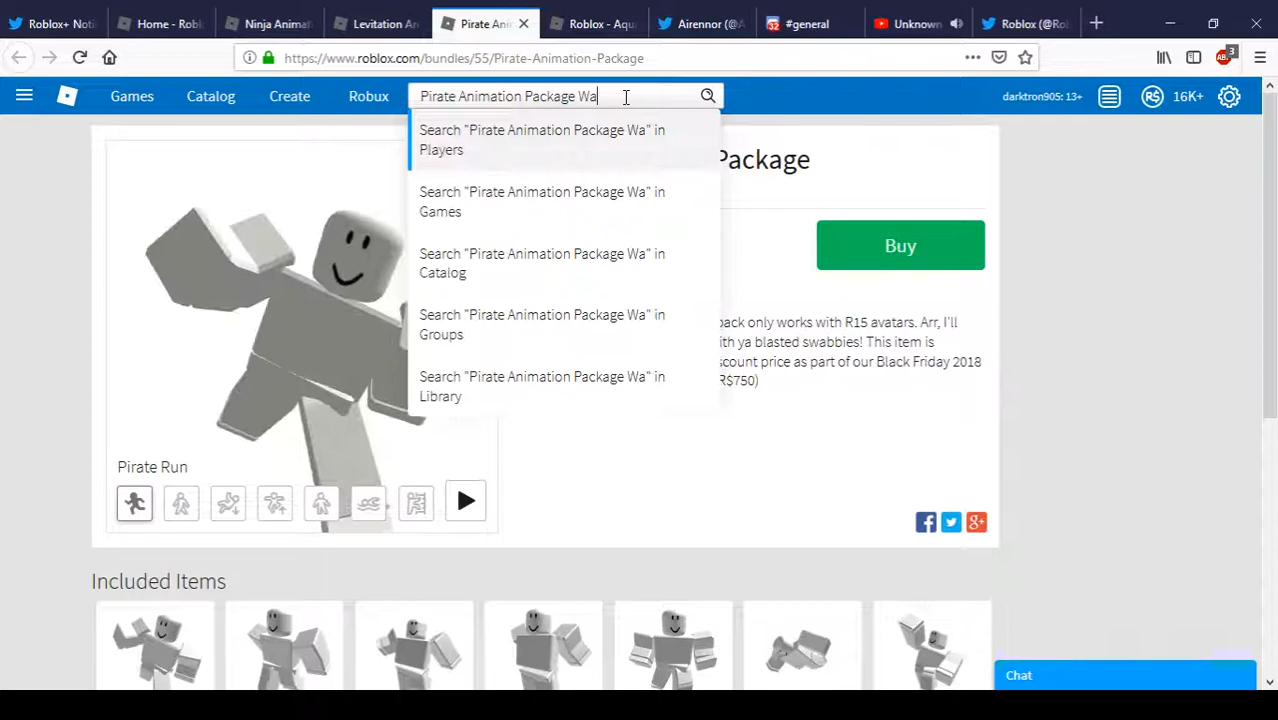 Roblox+ Noti
Home - Robl
Ninja Animat
Levitation An
Pirate Anim
Roblox - Aqu
Airennor (@A
#general
Unknown
Roblox (@Rob
https://www.roblox.com/bundles/55/Pirate-Animation-Package
3
Games
Catalog
Create
Robux
Pirate Animation Package Wa
darktron905: 13+
16K+
Search "Pirate Animation Package Wa" in
Players
Search "Pirate Animation Package Wa" in
Games
Search "Pirate Animation Package Wa" in
Catalog
Search "Pirate Animation Package Wa" in
Groups
Search "Pirate Animation Package Wa" in
Library
Package
Buy
pack only works with R15 avatars. Arr, I'll
ith ya blasted swabbies! This item is
scount price as part of our Black Friday 2018
R$750)
Pirate Run
Included Items
Chat